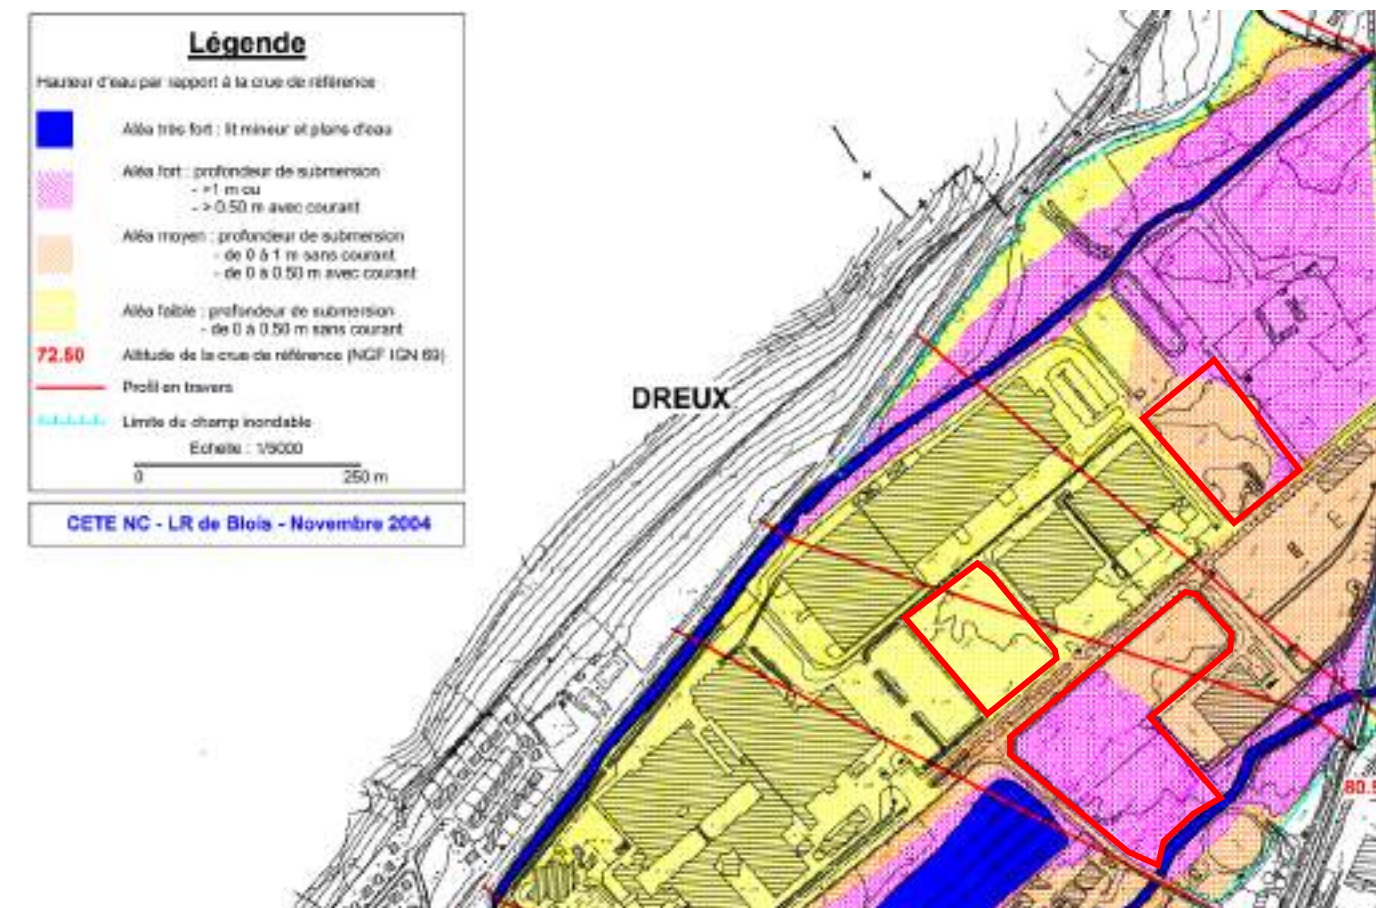 Légende
Hauteur d'eau par rapport à la crue de référence
Aléa très fort : lit mineur et plans d'eau
Aléa fort : profondeur de submersion
- >1 m ou
- > 0.50 m avec courant
Aléa moyen : profondeur de submersion
- de 0 à 1 m sans courant
- de 0 à 0.50 m avec courant
Aléa faible : profondeur de submersion
- de 0 à 0.50 m sans courant
72.50 Altitude de la crue de référence (NGF IGN 69)
Profil en travers
Limite du champ inondable
Echelle : 1/5000
0 250 m
CETE NC - LR de Blois - Novembre 2004
DREUX
E